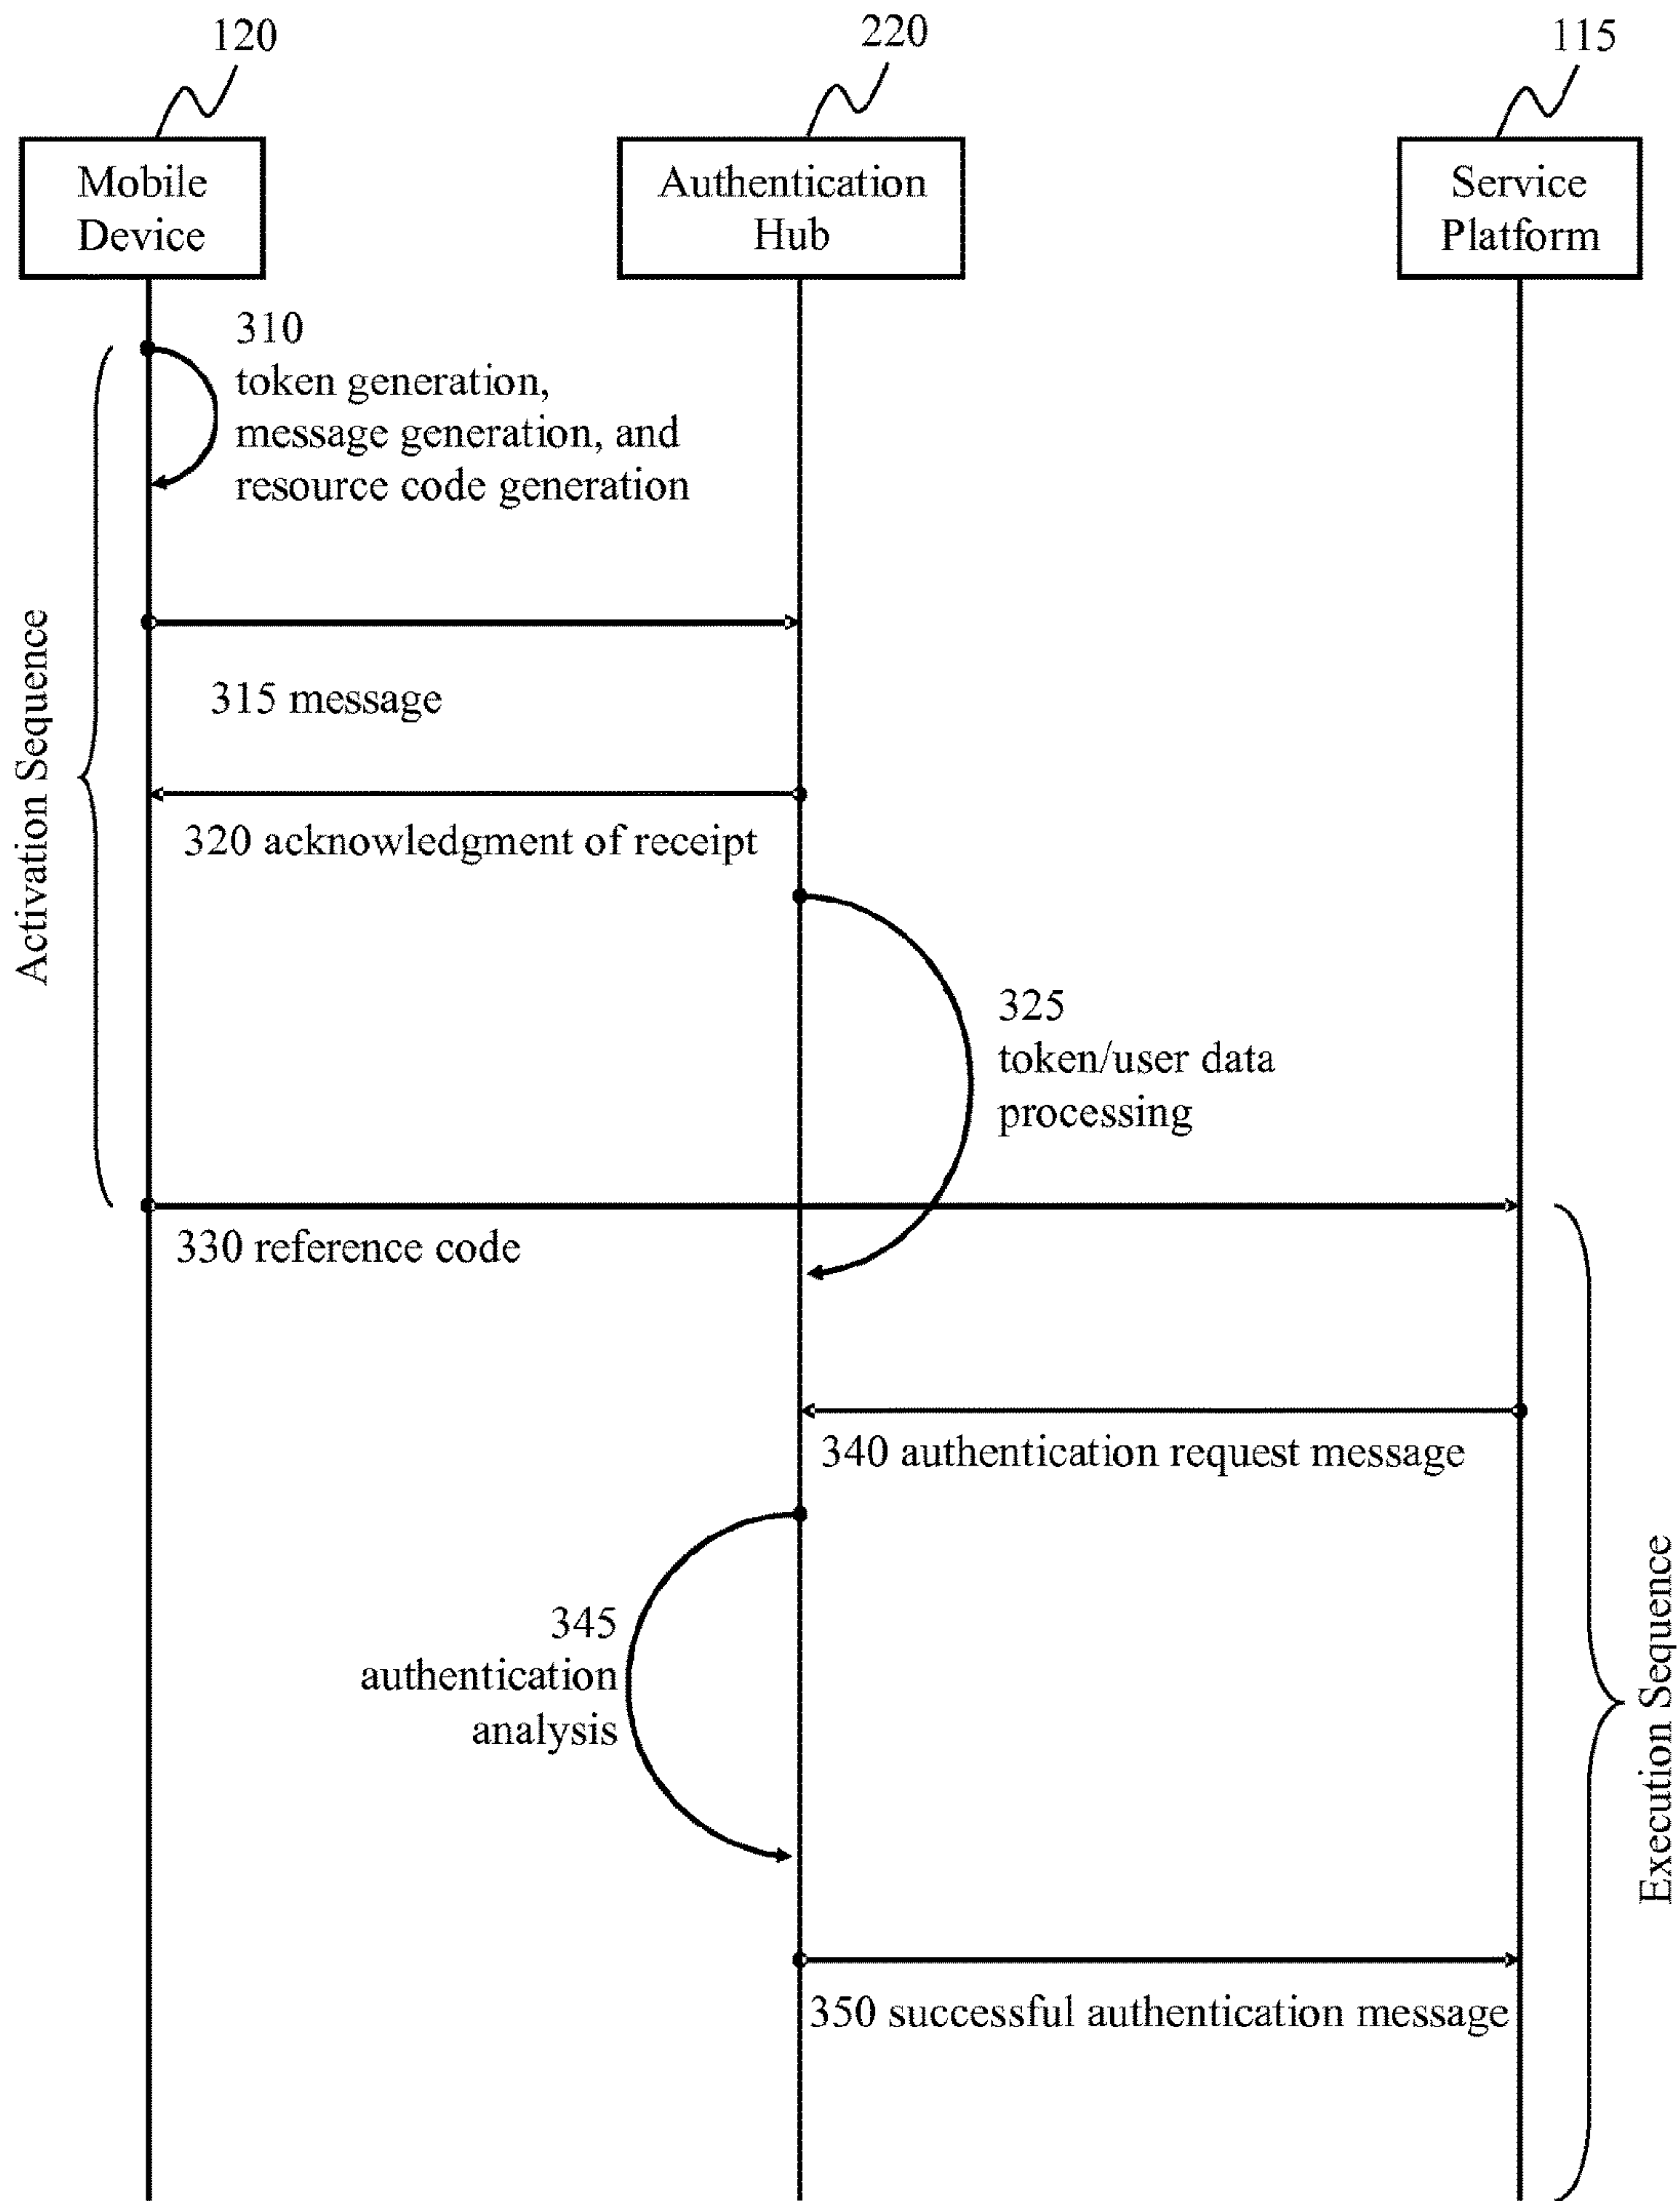 120
220
115
Mobile
Device
Authentication
Hub
Service
Platform
310
token generation,
message generation, and
resource code generation
315 message
Activation Sequence
320 acknowledgment of receipt
325
token/user data
processing
330 reference code
340 authentication request message
345
authentication
analysis
Execution Sequence
350 successful authentication message